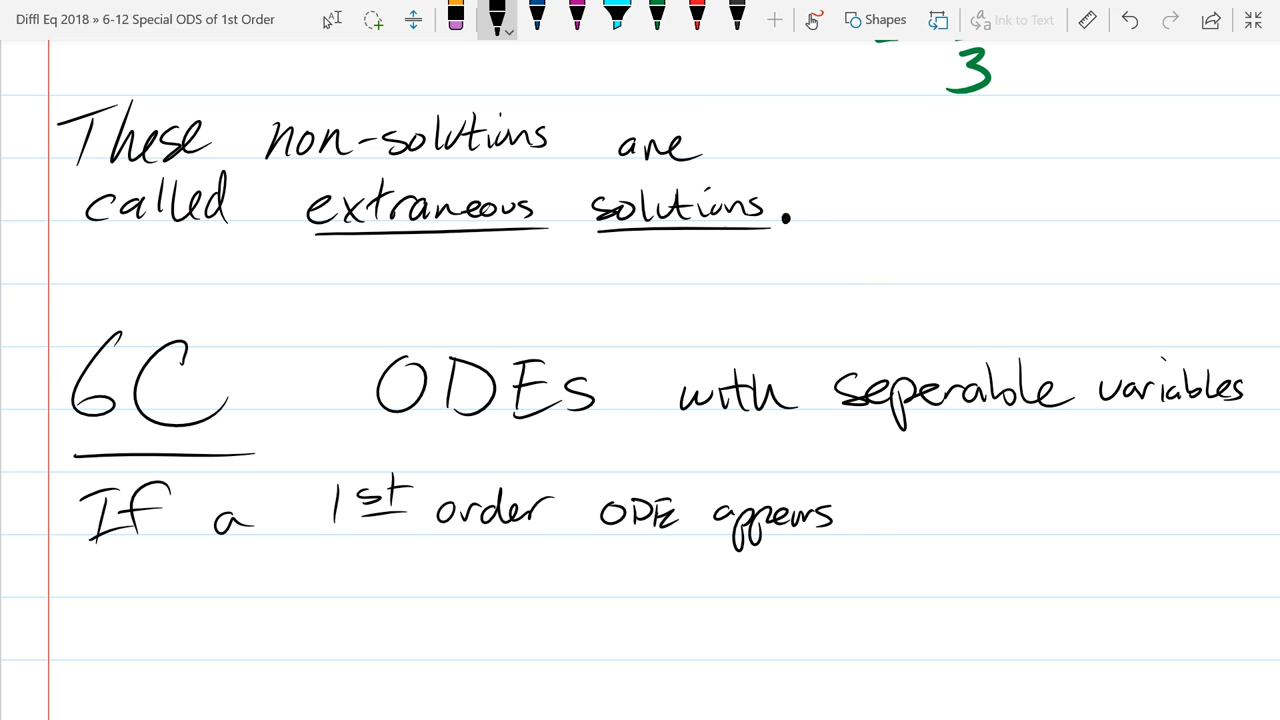 Diffl Eq 2018 » 6-12 Special ODS of 1st Order
Shapes
Ink to Text
3
These non-solutions are
called extraneous solutions.
6C ODEs with seperable variables
If a 1st order ODE appears